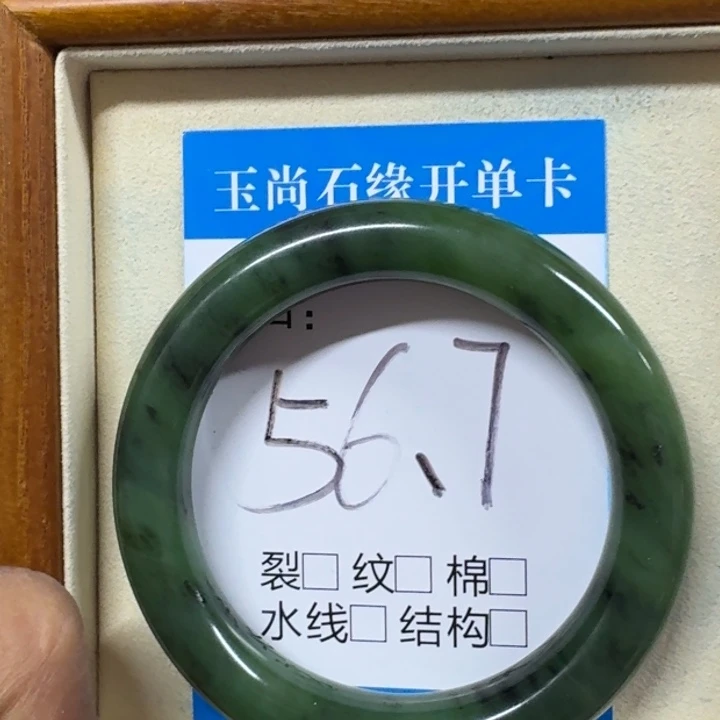 玉尚石缘开单卡
:
56.7
裂□ 纹□ 棉□
水线□ 结构□